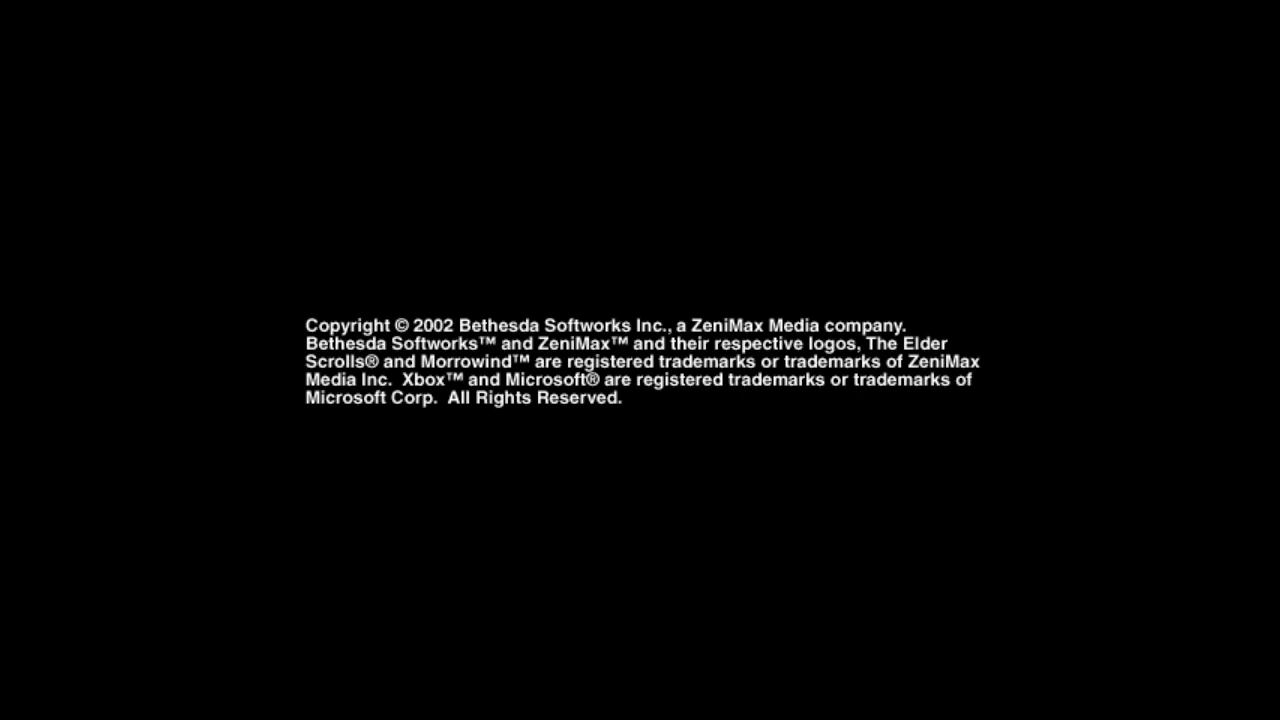 Copyright © 2002 Bethesda Softworks Inc., a ZeniMax Media company.
Bethesda Softworks™ and ZeniMax™ and their respective logos, The Elder
Scrolls® and Morrowind™ are registered trademarks or trademarks of ZeniMax
Media Inc.  Xbox™ and Microsoft® are registered trademarks or trademarks of
Microsoft Corp.  All Rights Reserved.